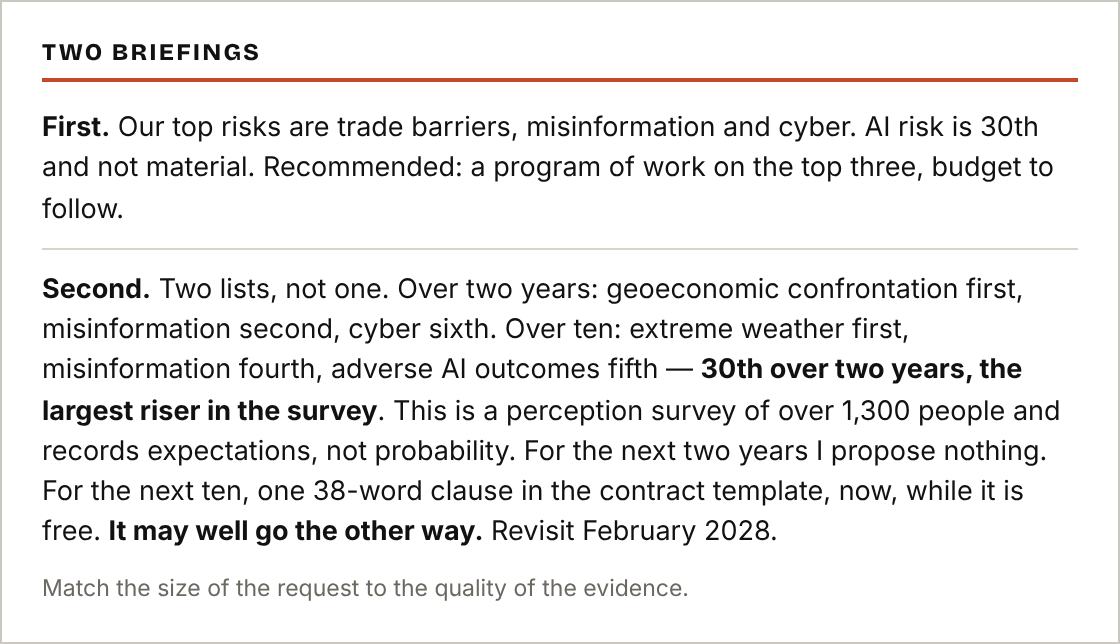 TWO BRIEFINGS
First. Our top risks are trade barriers, misinformation and cyber. AI risk is 30th
and not material. Recommended: a program of work on the top three, budget to
follow.
Second. Two lists, not one. Over two years: geoeconomic confrontation first,
misinformation second, cyber sixth. Over ten: extreme weather first,
misinformation fourth, adverse AI outcomes fifth — 30th over two years, the
largest riser in the survey. This is a perception survey of over 1,300 people and
records expectations, not probability. For the next two years I propose nothing.
For the next ten, one 38-word clause in the contract template, now, while it is
free. It may well go the other way. Revisit February 2028.
Match the size of the request to the quality of the evidence.